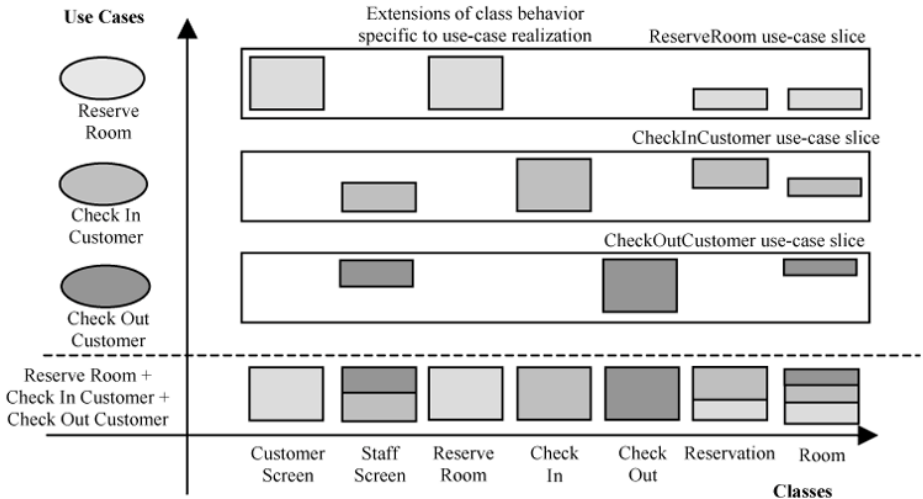 Use Cases
Extensions of class behavior
specific to use-case realization
ReserveRoom use-case slice
Reserve
Room
CheckInCustomer use-case slice
Check In
Customer
CheckOutCustomer use-case slice
Check Out
Customer
Reserve Room +
Check In Customer +
Check Out Customer
Customer
Screen
Staff
Screen
Reserve
Room
Check
In
Check
Out
Reservation
Room
Classes